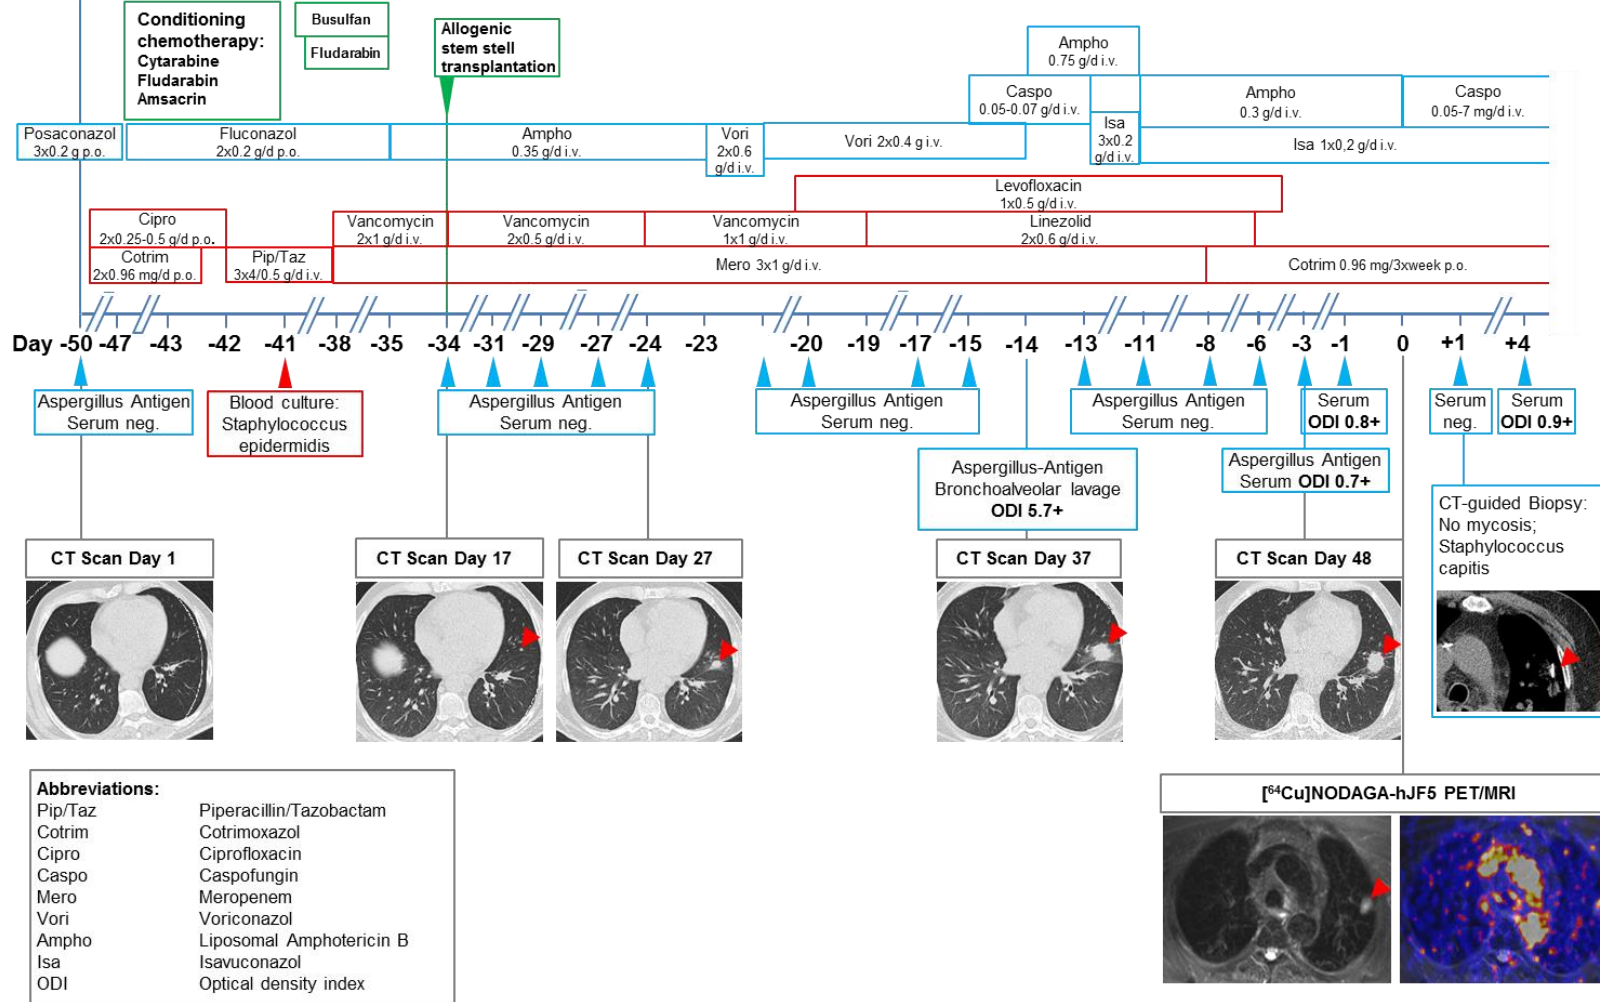 Conditioning
chemotherapy:
Cytarabine
Fludarabin
Amsacrin
Busulfan
Fludarabin
Allogenic
stem stell
transplantation
Ampho
0.75 g/d i.v.
Caspo
0.05-0.07 g/d i.v.
Ampho
0.3 g/d i.v.
Caspo
0.05-7 mg/d i.v.
Posaconazol
3x0.2 g p.o.
Fluconazol
2x0.2 g/d p.o.
Ampho
0.35 g/d i.v.
Vori
2x0.6
g/d i.v.
Vori 2x0.4 g i.v.
Isa
3x0.2
g/d i.v.
Isa 1x0,2 g/d i.v.
Levofloxacin
1x0.5 g/d i.v.
Cipro
2x0.25-0.5 g/d p.o.
Vancomycin
2x1 g/d i.v.
Vancomycin
2x0.5 g/d i.v.
Vancomycin
1x1 g/d i.v.
Linezolid
2x0.6 g/d i.v.
Cotrim
2x0.96 mg/d p.o.
Pip/Taz
3x4/0.5 g/d i.v.
Mero 3x1 g/d i.v.
Cotrim 0.96 mg/3xweek p.o.
Day -50 -47 -43 -42 -41 -38 -35 -34 -31 -29 -27 -24 -23 -20 -19 -17 -15 -14 -13 -11 -8 -6 -3 -1 0 +1 +4
Aspergillus Antigen
Serum neg.
Blood culture:
Staphylococcus
epidermidis
Aspergillus Antigen
Serum neg.
Aspergillus Antigen
Serum neg.
Aspergillus Antigen
Serum neg.
Serum
ODI 0.8+
Serum
neg.
Serum
ODI 0.9+
Aspergillus-Antigen
Bronchoalveolar lavage
ODI 5.7+
Aspergillus Antigen
Serum ODI 0.7+
CT-guided Biopsy:
No mycosis;
Staphylococcus
capitis
CT Scan Day 1
CT Scan Day 17
CT Scan Day 27
CT Scan Day 37
CT Scan Day 48
[⁶⁴Cu]NODAGA-hJF5 PET/MRI
Abbreviations:
Pip/Taz Piperacillin/Tazobactam
Cotrim Cotrimoxazol
Cipro Ciprofloxacin
Caspo Caspofungin
Mero Meropenem
Vori Voriconazol
Ampho Liposomal Amphotericin B
Isa Isavuconazol
ODI Optical density index